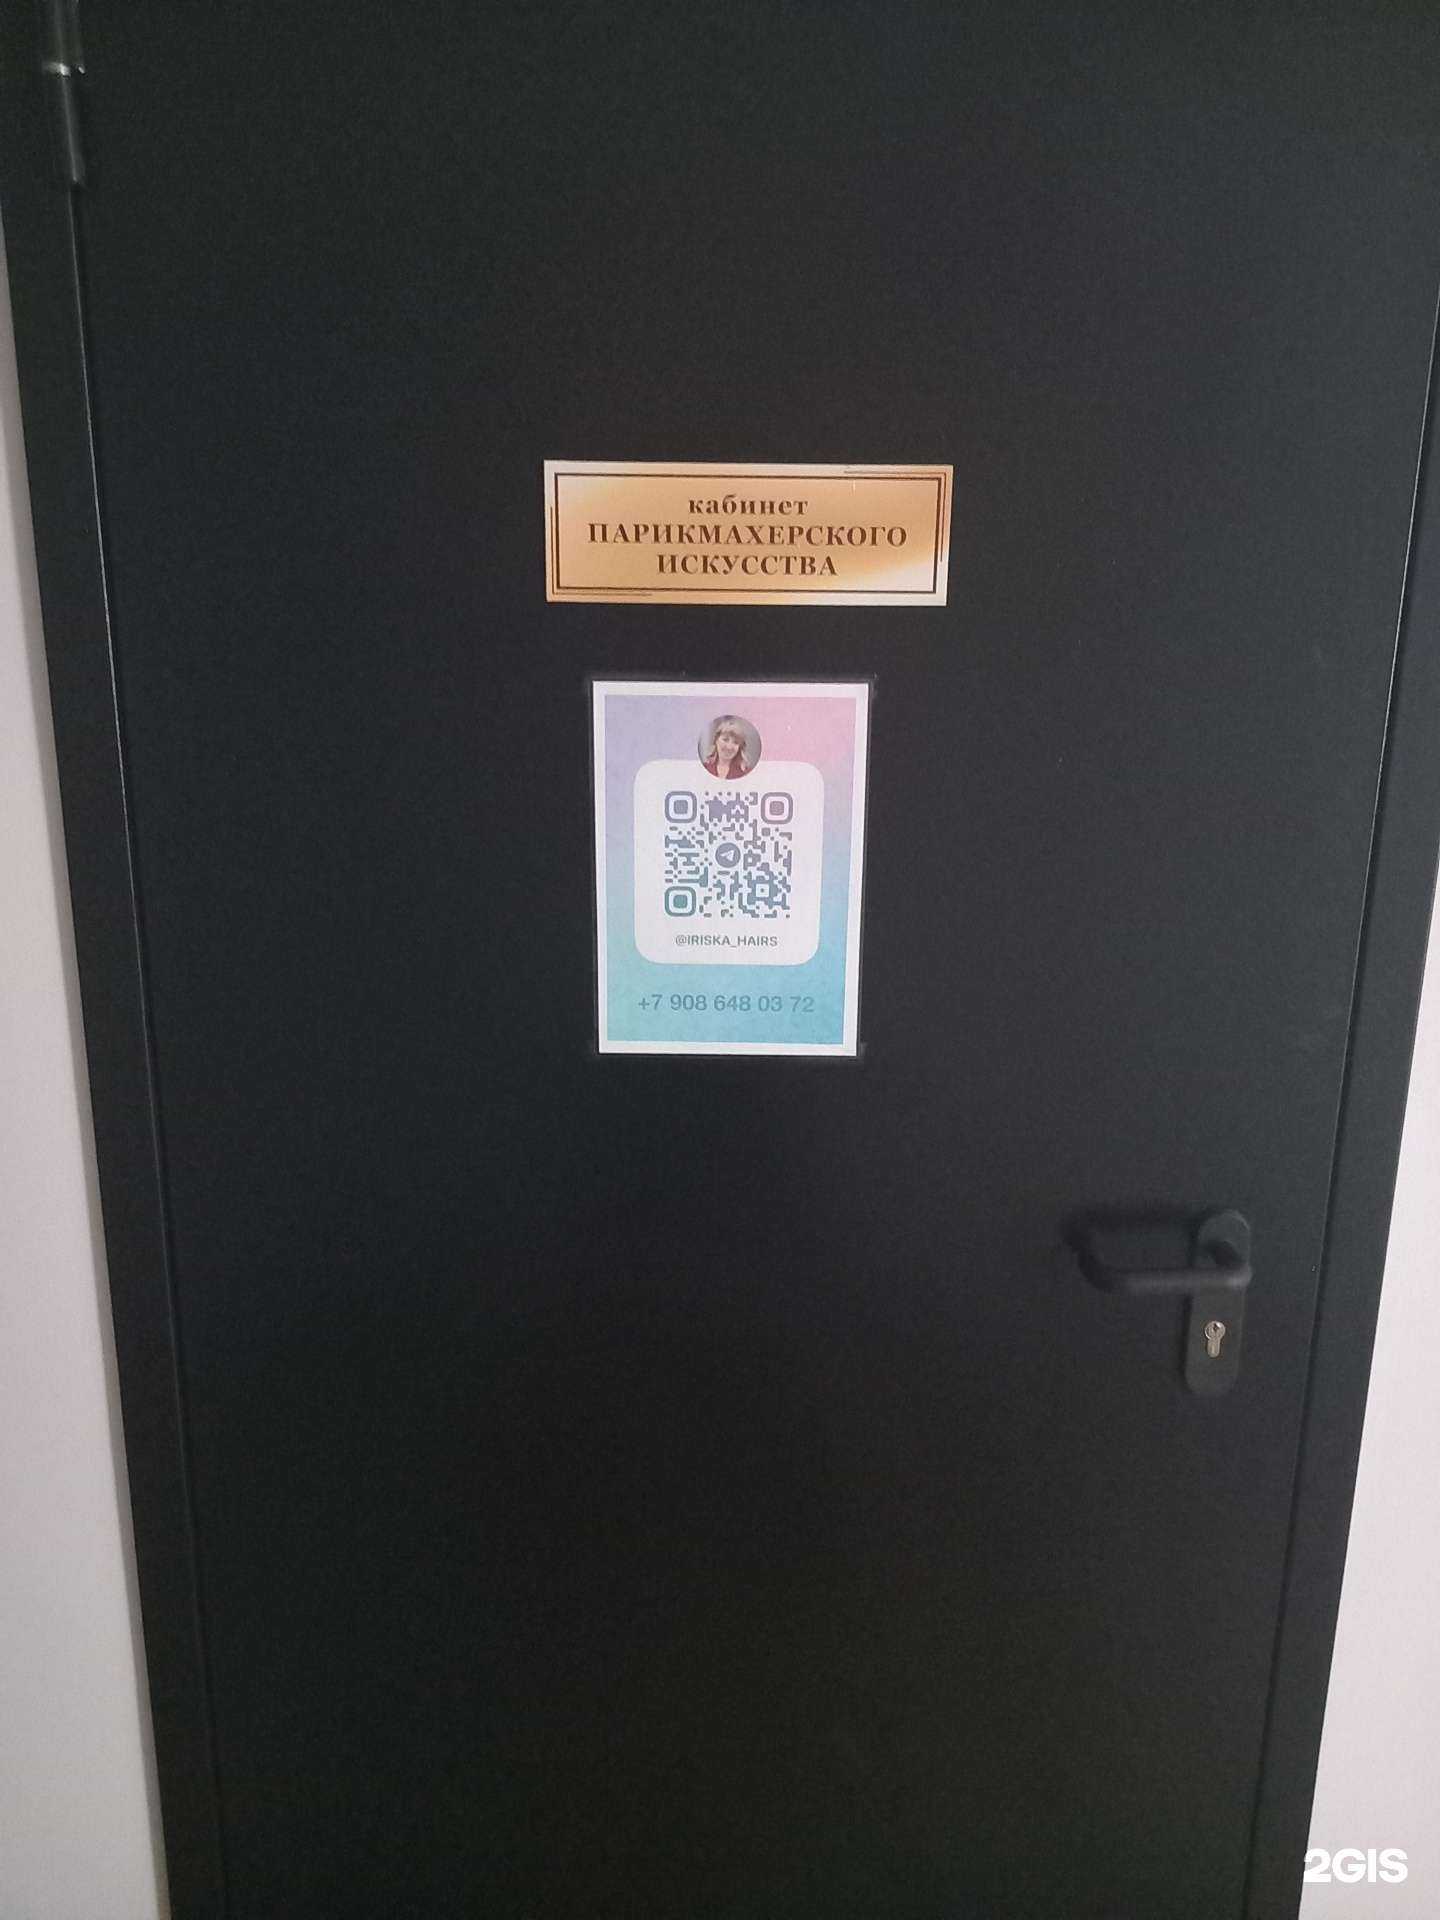 кабинет
ПАРИКМАХЕРСКОГО
ИСКУССТВА
@IRISKA_HAIRS
+7 908 648 03 72
2GIS